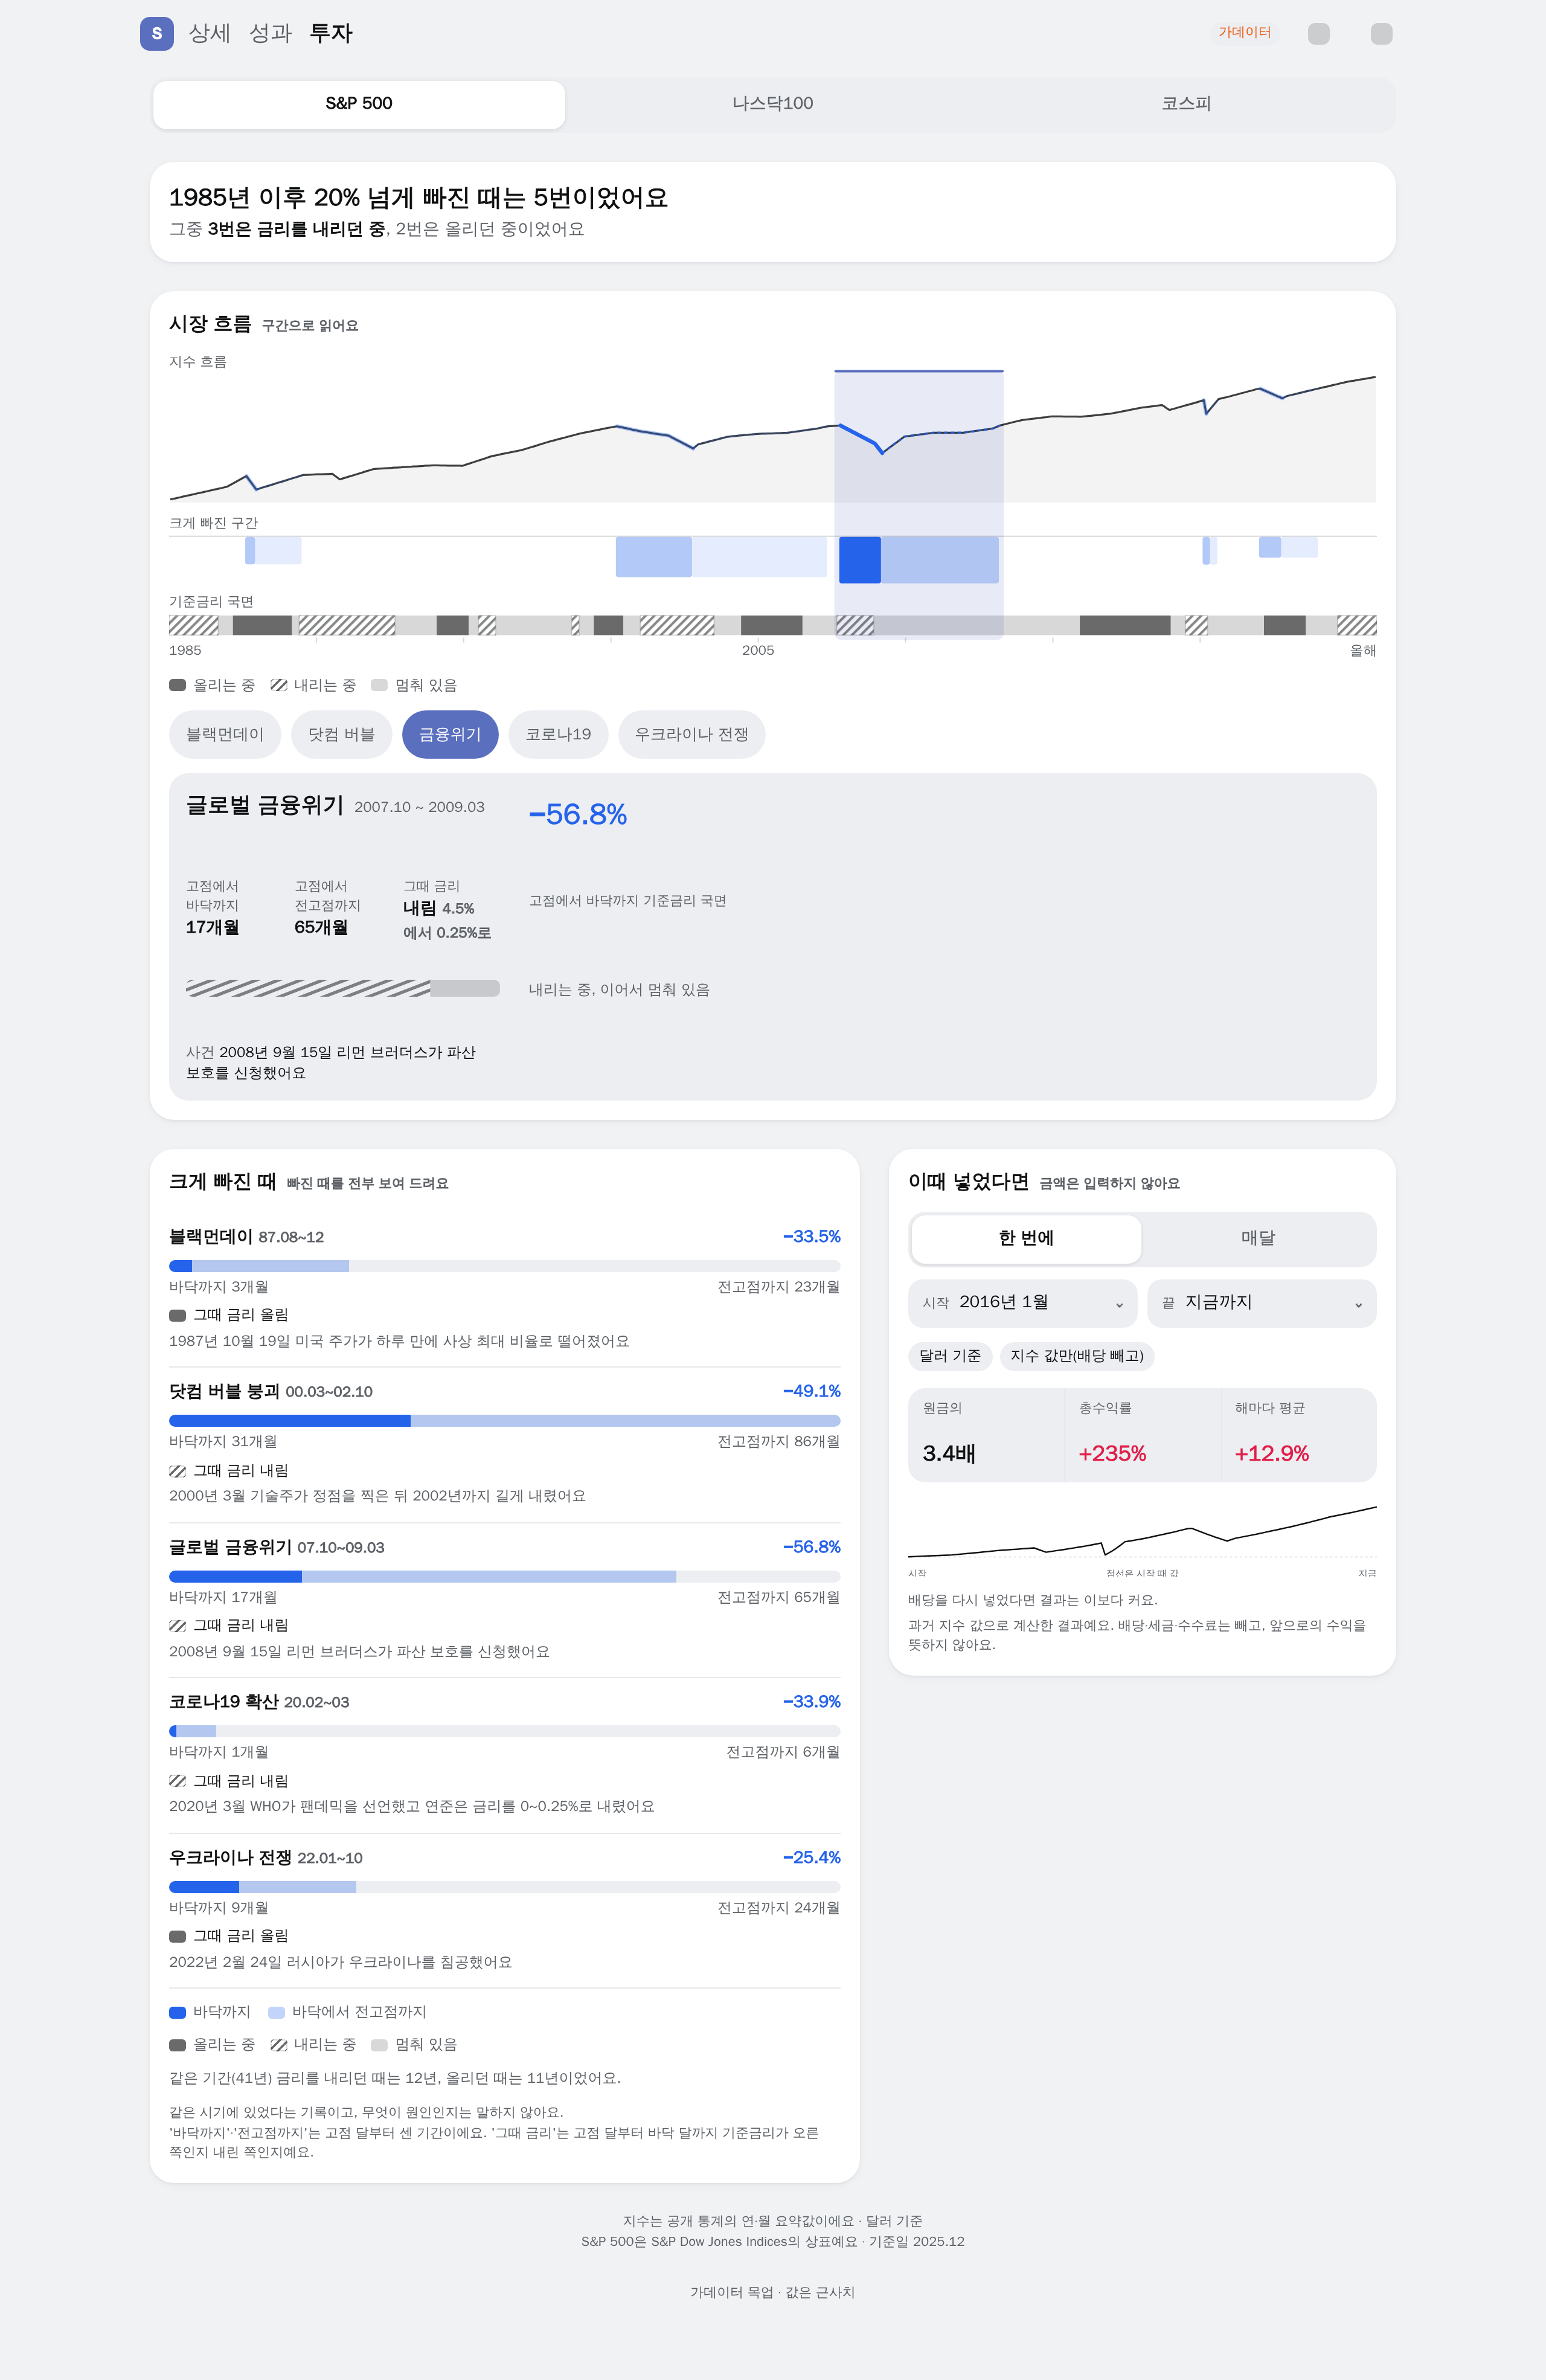 S 상세 성과 투자 가데이터
S&P 500 나스닥100 코스피
1985년 이후 20% 넘게 빠진 때는 5번이었어요
그중 3번은 금리를 내리던 중, 2번은 올리던 중이었어요
시장 흐름 구간으로 읽어요
지수 흐름
크게 빠진 구간
기준금리 국면
1985 2005 올해
올리는 중 내리는 중 멈춰 있음
블랙먼데이 닷컴 버블 금융위기 코로나19 우크라이나 전쟁
글로벌 금융위기 2007.10 ~ 2009.03 −56.8%
고점에서
바닥까지
17개월
고점에서
전고점까지
65개월
그때 금리
내림 4.5%
에서 0.25%로
고점에서 바닥까지 기준금리 국면
내리는 중, 이어서 멈춰 있음
사건 2008년 9월 15일 리먼 브러더스가 파산
보호를 신청했어요
크게 빠진 때 빠진 때를 전부 보여 드려요
블랙먼데이 87.08~12 −33.5%
바닥까지 3개월 전고점까지 23개월
그때 금리 올림
1987년 10월 19일 미국 주가가 하루 만에 사상 최대 비율로 떨어졌어요
닷컴 버블 붕괴 00.03~02.10 −49.1%
바닥까지 31개월 전고점까지 86개월
그때 금리 내림
2000년 3월 기술주가 정점을 찍은 뒤 2002년까지 길게 내렸어요
글로벌 금융위기 07.10~09.03 −56.8%
바닥까지 17개월 전고점까지 65개월
그때 금리 내림
2008년 9월 15일 리먼 브러더스가 파산 보호를 신청했어요
코로나19 확산 20.02~03 −33.9%
바닥까지 1개월 전고점까지 6개월
그때 금리 내림
2020년 3월 WHO가 팬데믹을 선언했고 연준은 금리를 0~0.25%로 내렸어요
우크라이나 전쟁 22.01~10 −25.4%
바닥까지 9개월 전고점까지 24개월
그때 금리 올림
2022년 2월 24일 러시아가 우크라이나를 침공했어요
바닥까지 바닥에서 전고점까지
올리는 중 내리는 중 멈춰 있음
같은 기간(41년) 금리를 내리던 때는 12년, 올리던 때는 11년이었어요.
같은 시기에 있었다는 기록이고, 무엇이 원인인지는 말하지 않아요.
'바닥까지'·'전고점까지'는 고점 달부터 센 기간이에요. '그때 금리'는 고점 달부터 바닥 달까지 기준금리가 오른
쪽인지 내린 쪽인지예요.
이때 넣었다면 금액은 입력하지 않아요
한 번에 매달
시작 2016년 1월 끝 지금까지
달러 기준 지수 값만(배당 빼고)
원금의 총수익률 해마다 평균
3.4배 +235% +12.9%
시작 점선은 시작 때 값 지금
배당을 다시 넣었다면 결과는 이보다 커요.
과거 지수 값으로 계산한 결과예요. 배당·세금·수수료는 빼고, 앞으로의 수익을
뜻하지 않아요.
지수는 공개 통계의 연·월 요약값이에요 · 달러 기준
S&P 500은 S&P Dow Jones Indices의 상표예요 · 기준일 2025.12
가데이터 목업 · 값은 근사치